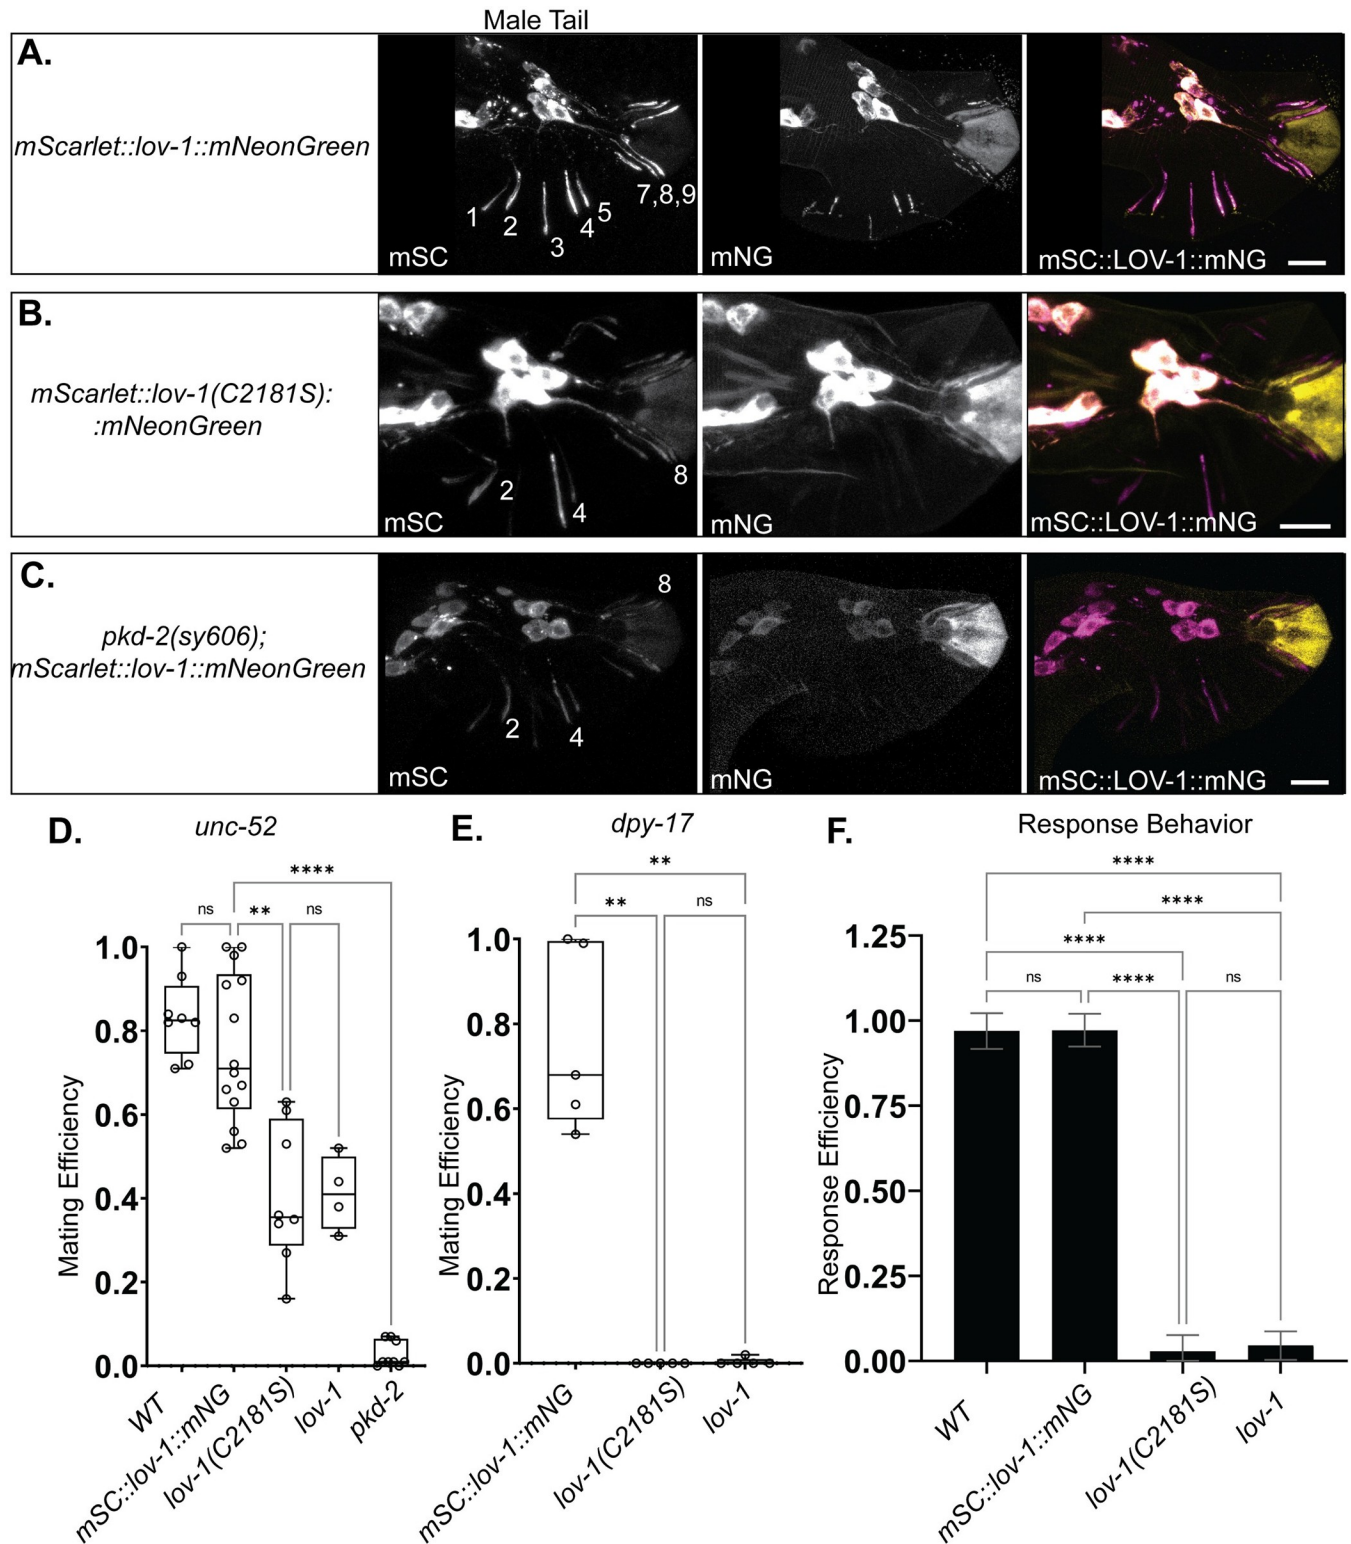 Male Tail
A.
mScarlet::lov-1::mNeonGreen
1
2
3
4
5
7,8,9
mSC
mNG
mSC::LOV-1::mNG
B.
mScarlet::lov-1(C2181S):
:mNeonGreen
2
4
8
mSC
mNG
mSC::LOV-1::mNG
C.
pkd-2(sy606);
mScarlet::lov-1::mNeonGreen
8
2
4
mSC
mNG
mSC::LOV-1::mNG
D.
unc-52
****
ns
**
ns
Mating Efficiency
1.0
0.8
0.6
0.4
0.2
0.0
WT
mSC::lov-1::mNG
lov-1(C2181S)
lov-1
pkd-2
E.
dpy-17
**
**
ns
Mating Efficiency
1.0
0.8
0.6
0.4
0.2
0.0
mSC::lov-1::mNG
lov-1(C2181S)
lov-1
F.
Response Behavior
****
****
****
ns
****
ns
Response Efficiency
1.25
1.00
0.75
0.50
0.25
0.00
WT
mSC::lov-1::mNG
lov-1(C2181S)
lov-1